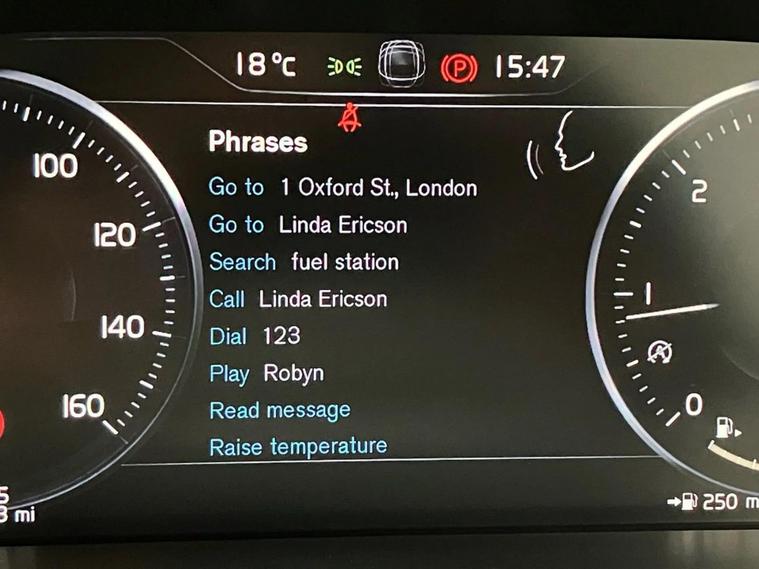 18°C 15:47
Phrases
Go to 1 Oxford St., London
Go to Linda Ericson
Search fuel station
Call Linda Ericson
Dial 123
Play Robyn
Read message
Raise temperature
100
120
140
160
2
1
0
mi
250